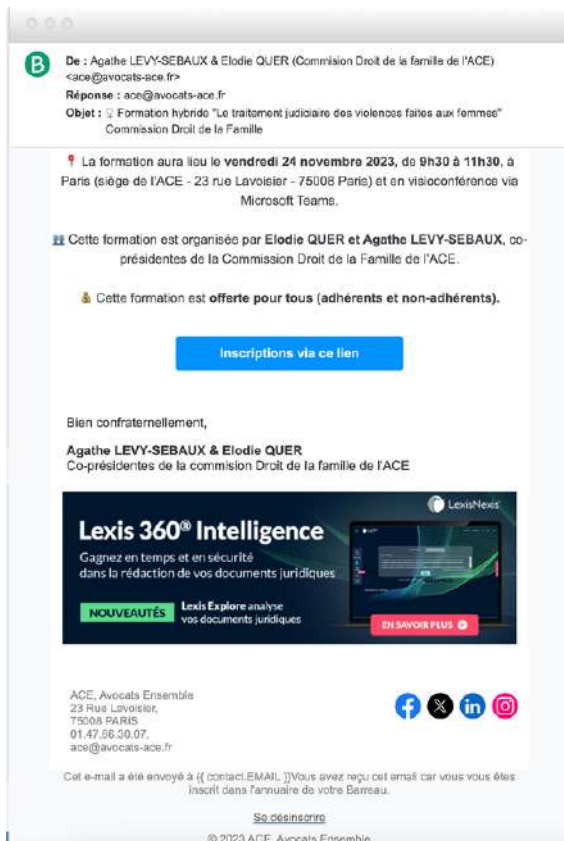 B
De : Agathe LEVY-SEBAUX & Elodie QUER (Commision Droit de la famille de l'ACE)
<ace@avocats-ace.fr>
Réponse : ace@avocats-ace.fr
Objet : Formation hybride "Le traitement judiciaire des violences faites aux femmes"
Commission Droit de la Famille
📍 La formation aura lieu le vendredi 24 novembre 2023, de 9h30 à 11h30, à
Paris (siège de l'ACE - 23 rue Lavoisier - 75008 Paris) et en visioconférence via
Microsoft Teams.
👥 Cette formation est organisée par Elodie QUER et Agathe LEVY-SEBAUX, co-
présidentes de la Commission Droit de la Famille de l'ACE.
💰 Cette formation est offerte pour tous (adhérents et non-adhérents).
Inscriptions via ce lien
Bien confraternellement,
Agathe LEVY-SEBAUX & Elodie QUER
Co-présidentes de la commision Droit de la famille de l'ACE
LexisNexis
Lexis 360® Intelligence
Gagnez en temps et en sécurité
dans la rédaction de vos documents juridiques
NOUVEAUTÉS
Lexis Explore analyse
vos documents juridiques
EN SAVOIR PLUS
ACE, Avocats Ensemble
23 Rue Lavoisier,
75008 PARIS
01.47.66.30.07.
ace@avocats-ace.fr
Cet e-mail a été envoyé à {{ contact.EMAIL }}Vous avez reçu cet email car vous vous êtes
inscrit dans l'annuaire de votre Barreau.
Se désinscrire
© 2023 ACE, Avocats Ensemble